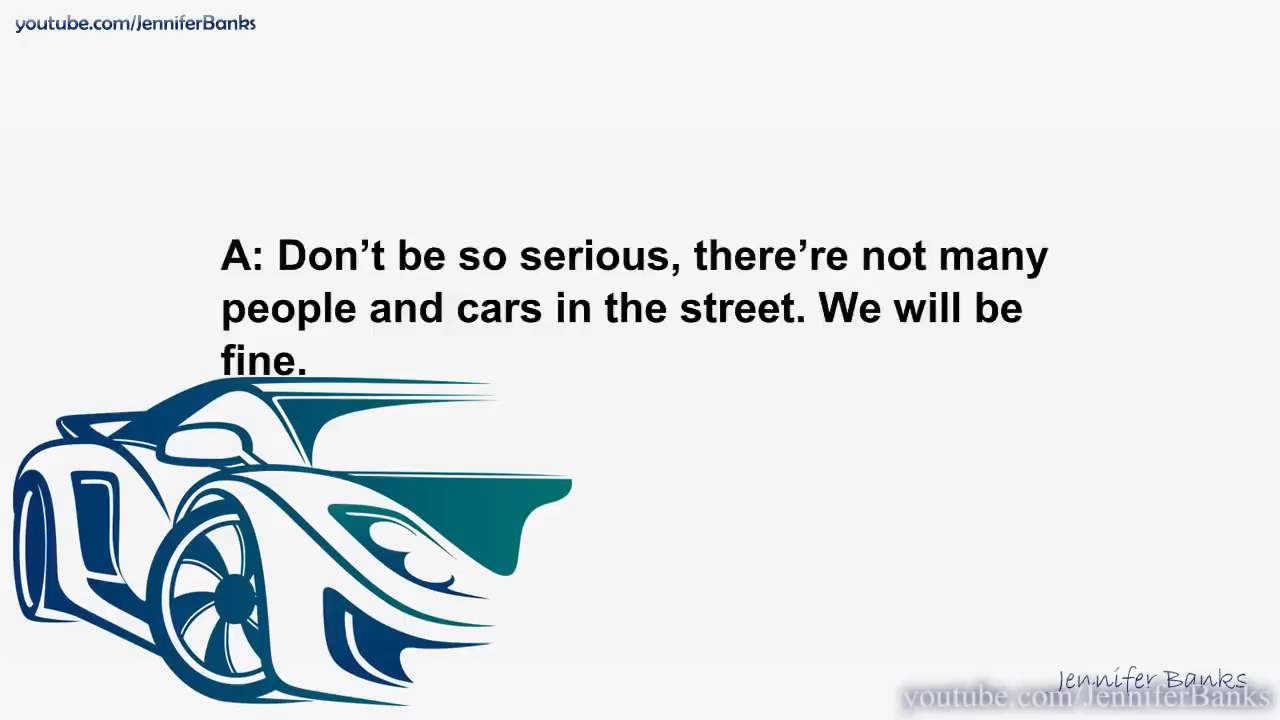 youtube.com/JenniferBanks
A: Don’t be so serious, there’re not many
people and cars in the street. We will be
fine.
Jennifer Banks
youtube com/JenniferBanks